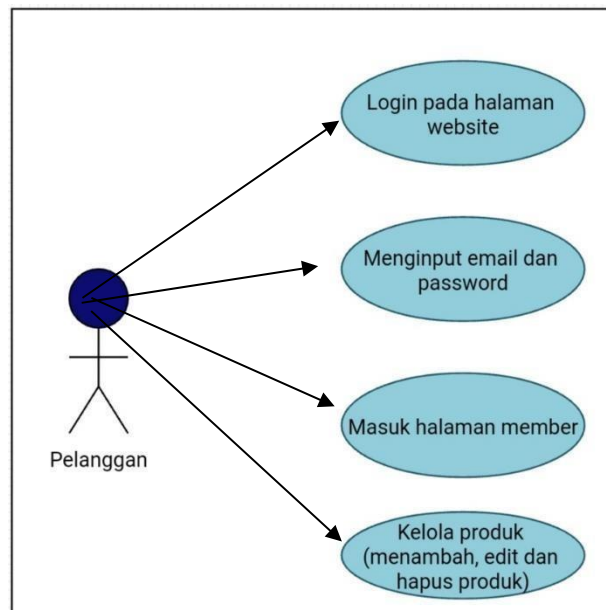 Login pada halaman
website
Menginput email dan
password
Masuk halaman member
Pelanggan
Kelola produk
(menambah, edit dan
hapus produk)